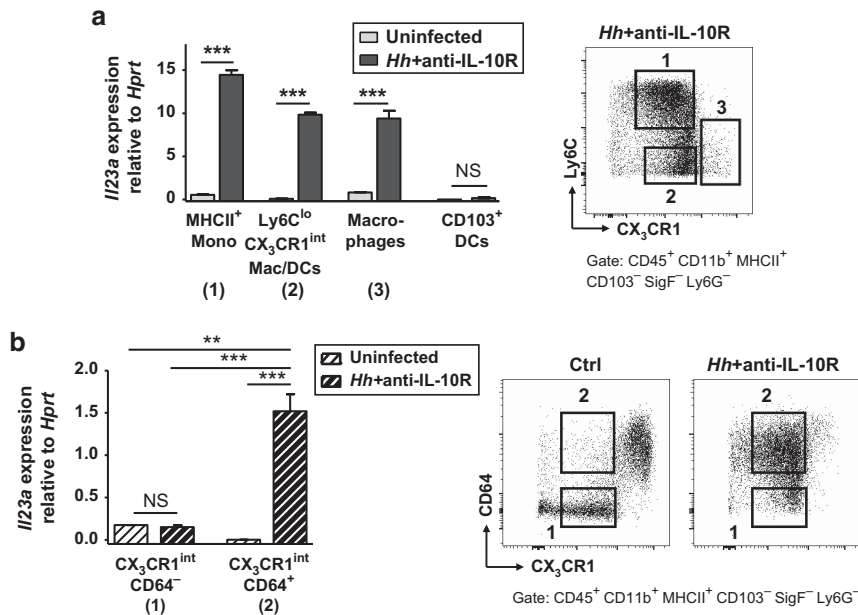 a
Uninfected
Hh+anti-IL-10R
Il23a expression
relative to Hprt
15
10
5
0
***
***
***
NS
MHCII⁺
Mono
(1)
Ly6Cˡᵒ
CX₃CR1ⁱⁿᵗ
Mac/DCs
(2)
Macro-
phages
(3)
CD103⁺
DCs
Hh+anti-IL-10R
1
3
2
Ly6C
CX₃CR1
Gate: CD45⁺ CD11b⁺ MHCII⁺
CD103⁻ SigF⁻ Ly6G⁻
b
Uninfected
Hh+anti-IL-10R
Il23a expression
relative to Hprt
2.0
1.5
1.0
0.5
0.0
**
***
***
NS
CX₃CR1ⁱⁿᵗ
CD64⁻
(1)
CX₃CR1ⁱⁿᵗ
CD64⁺
(2)
Ctrl
2
1
Hh+anti-IL-10R
2
1
CD64
CX₃CR1
Gate: CD45⁺ CD11b⁺ MHCII⁺ CD103⁻ SigF⁻ Ly6G⁻